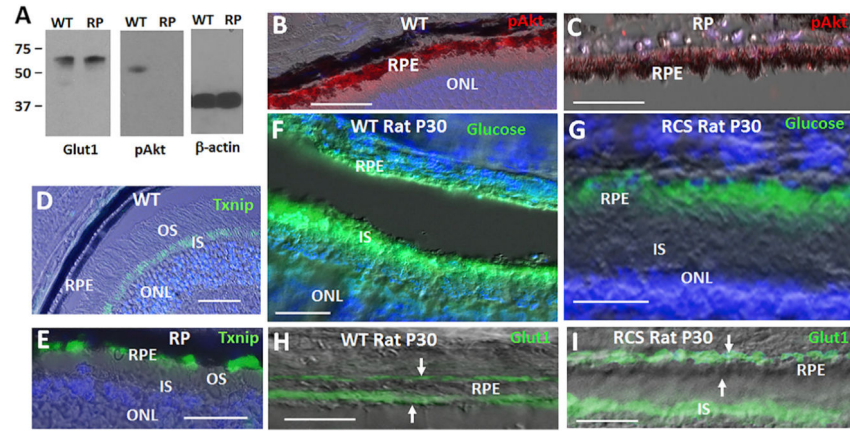 A
WT RP WT RP WT RP
75
50
37
Glut1 pAkt β-actin
B WT pAkt
RPE
ONL
C RP pAkt
RPE
D WT Txnip
OS
IS
RPE
ONL
E RP Txnip
RPE
IS OS
ONL
F WT Rat P30 Glucose
RPE
IS
ONL
G RCS Rat P30 Glucose
RPE
IS
ONL
H WT Rat P30 Glut1
RPE
I RCS Rat P30 Glut1
RPE
IS